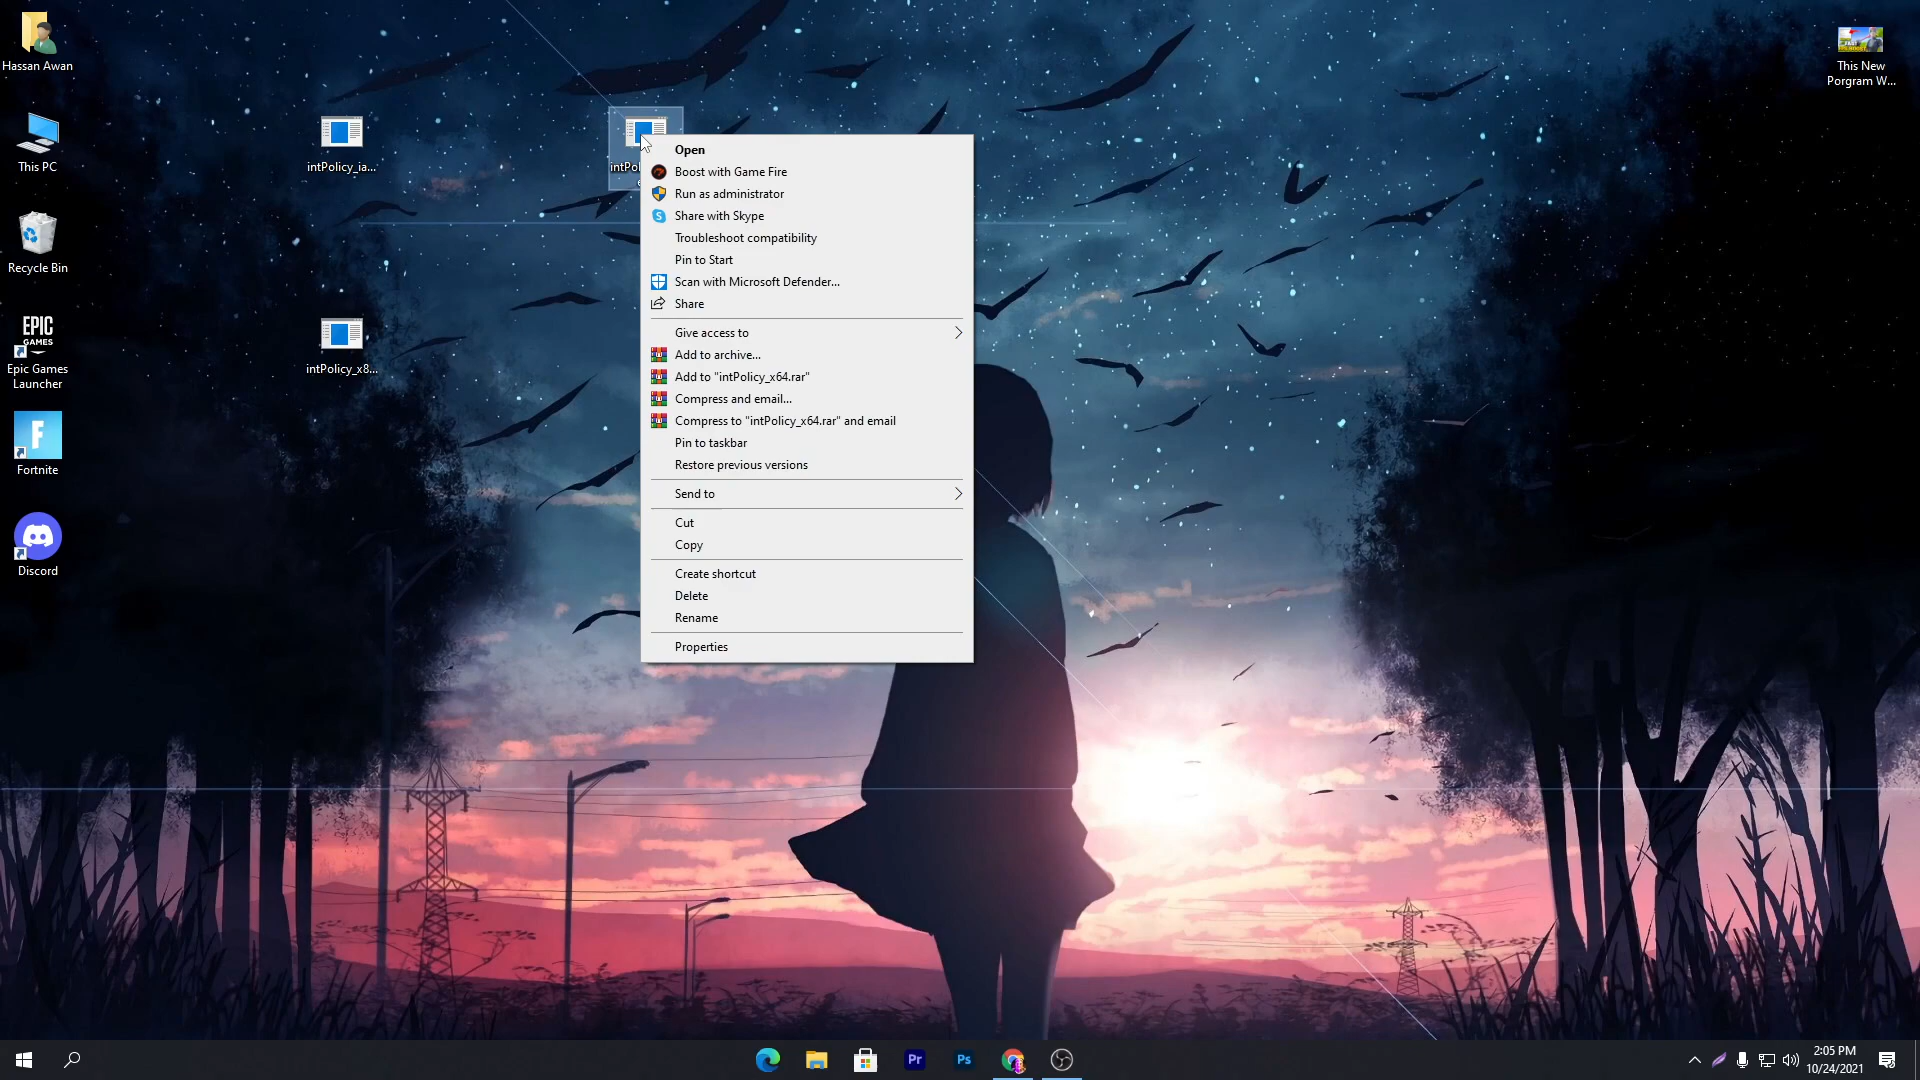 Hassan Awan
This PC
Recycle Bin
EPIC
GAMES
Epic Games
Launcher
Fortnite
Discord
intPolicy_ia...
intPolicy_x8...
intPol
This New
Porgram W...
Open
Boost with Game Fire
Run as administrator
Share with Skype
Troubleshoot compatibility
Pin to Start
Scan with Microsoft Defender...
Share
Give access to
Add to archive...
Add to "intPolicy_x64.rar"
Compress and email...
Compress to "intPolicy_x64.rar" and email
Pin to taskbar
Restore previous versions
Send to
Cut
Copy
Create shortcut
Delete
Rename
Properties
Pr
Ps
2:05 PM
10/24/2021